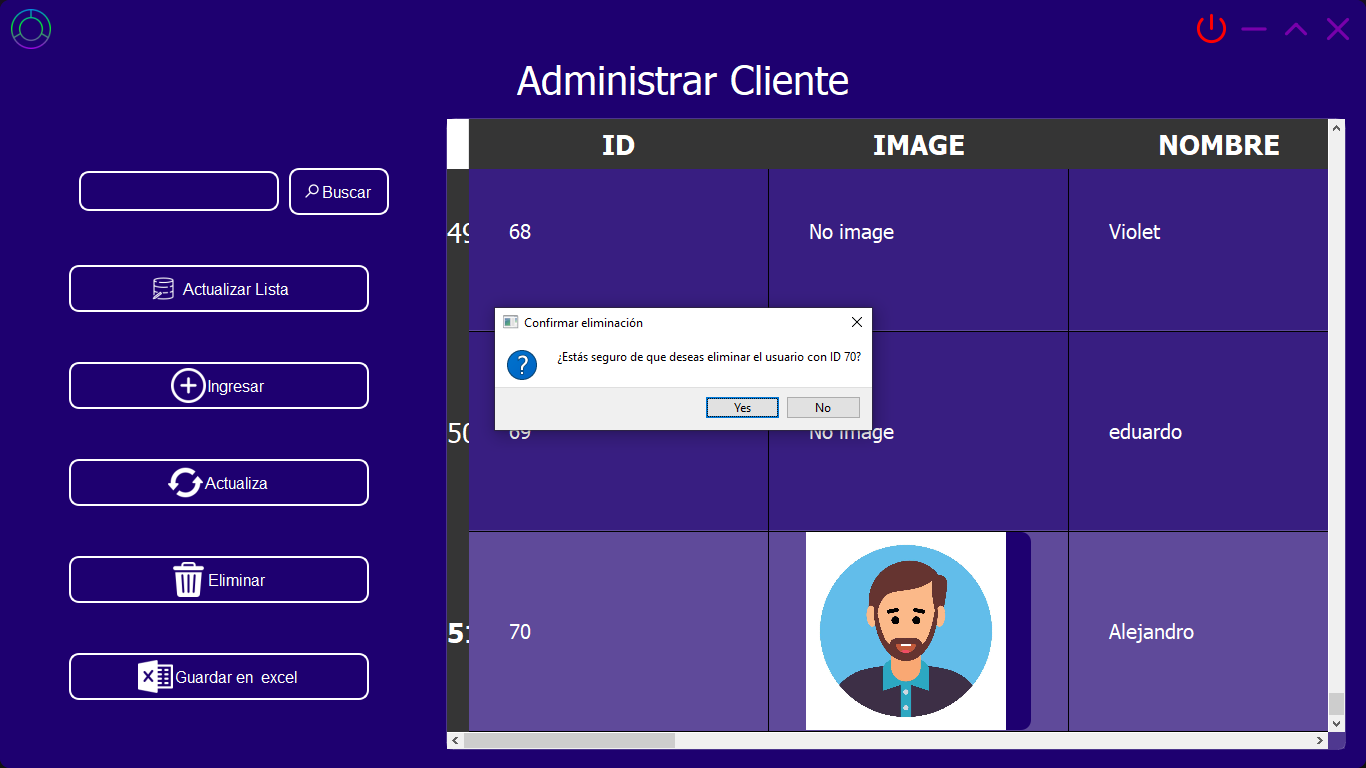 Administrar Cliente
ID IMAGE NOMBRE
Buscar
49 68 No image Violet
Actualizar Lista
Confirmar eliminación
¿Estás seguro de que deseas eliminar el usuario con ID 70?
Yes No
Ingresar
50 69 No image eduardo
Actualiza
Eliminar
51 70 Alejandro
Guardar en excel